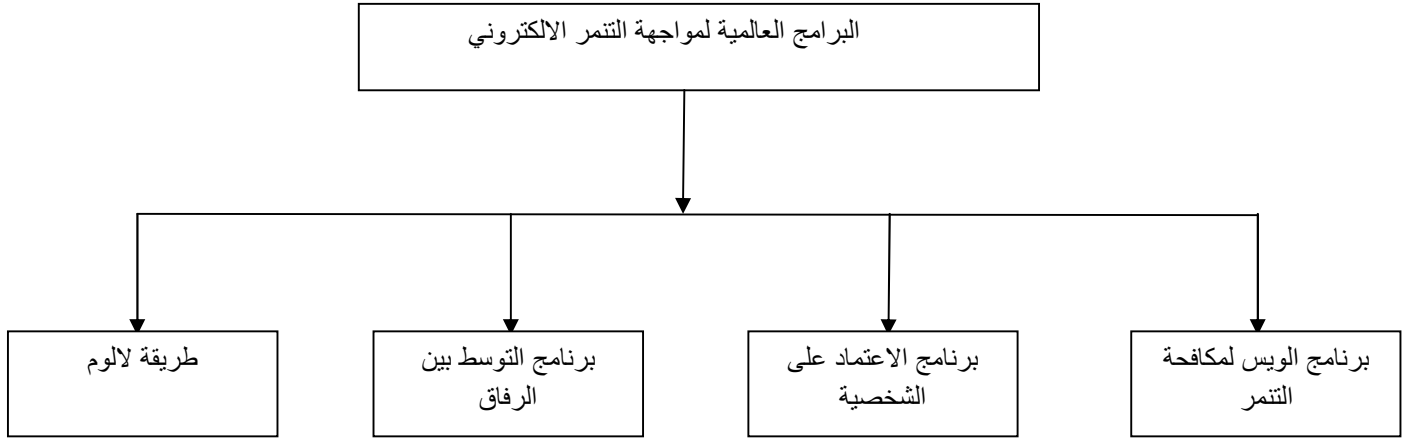 البرامج العالمية لمواجهة التنمر الالكتروني
برنامج الويس لمكافحة
التنمر
برنامج الاعتماد على
الشخصية
برنامج التوسط بين
الرفاق
طريقة لالوم